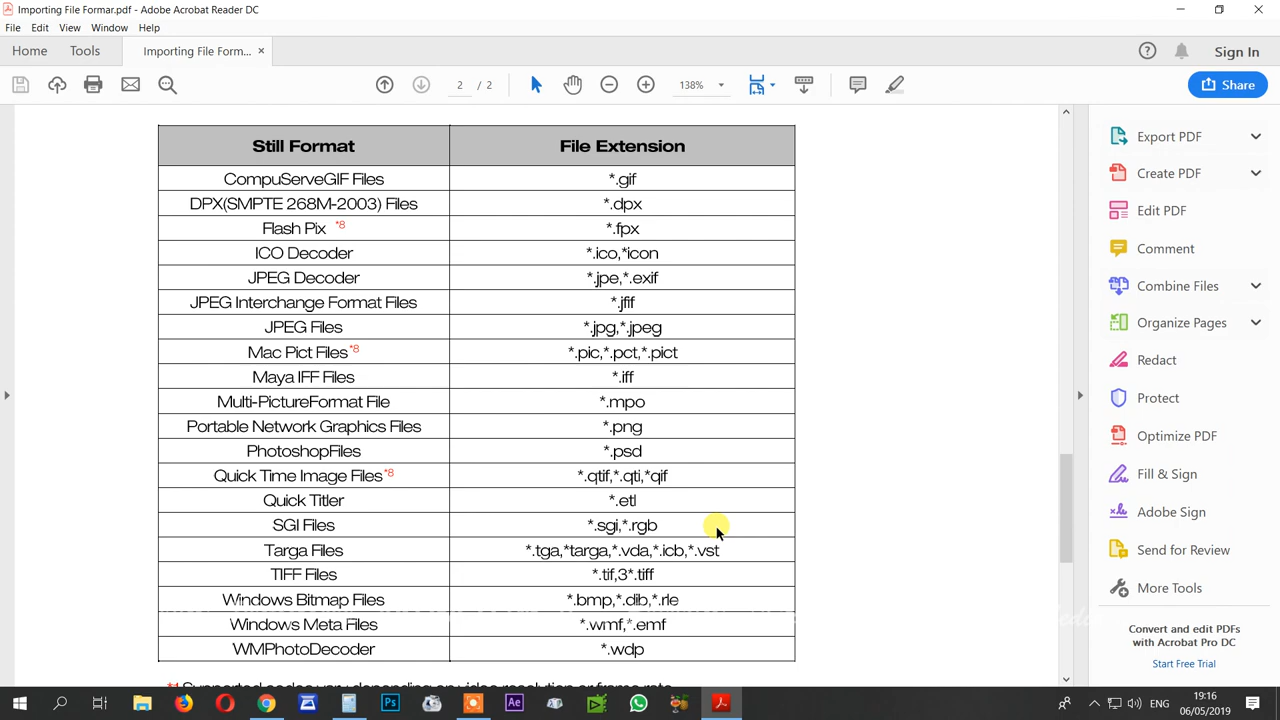 Importing File Formar.pdf - Adobe Acrobat Reader DC
File Edit View Window Help
Home Tools Importing File Form... × Sign In
2 / 2 138% Share
Still Format File Extension
CompuServeGIF Files *.gif
DPX(SMPTE 268M-2003) Files *.dpx
Flash Pix *8 *.fpx
ICO Decoder *.ico,*icon
JPEG Decoder *.jpe,*.exif
JPEG Interchange Format Files *.jfif
JPEG Files *.jpg,*.jpeg
Mac Pict Files*8 *.pic,*.pct,*.pict
Maya IFF Files *.iff
Multi-PictureFormat File *.mpo
Portable Network Graphics Files *.png
PhotoshopFiles *.psd
Quick Time Image Files*8 *.qtif,*.qti,*qif
Quick Titler *.etl
SGI Files *.sgi,*.rgb
Targa Files *.tga,*targa,*.vda,*.icb,*.vst
TIFF Files *.tif,3*.tiff
Windows Bitmap Files *.bmp,*.dib,*.rle
Windows Meta Files *.wmf,*.emf
WMPhotoDecoder *.wdp
Export PDF
Create PDF
Edit PDF
Comment
Combine Files
Organize Pages
Redact
Protect
Optimize PDF
Fill & Sign
Adobe Sign
Send for Review
More Tools
Convert and edit PDFs
with Acrobat Pro DC
Start Free Trial
Ps Ae ENG
19:16
06/05/2019